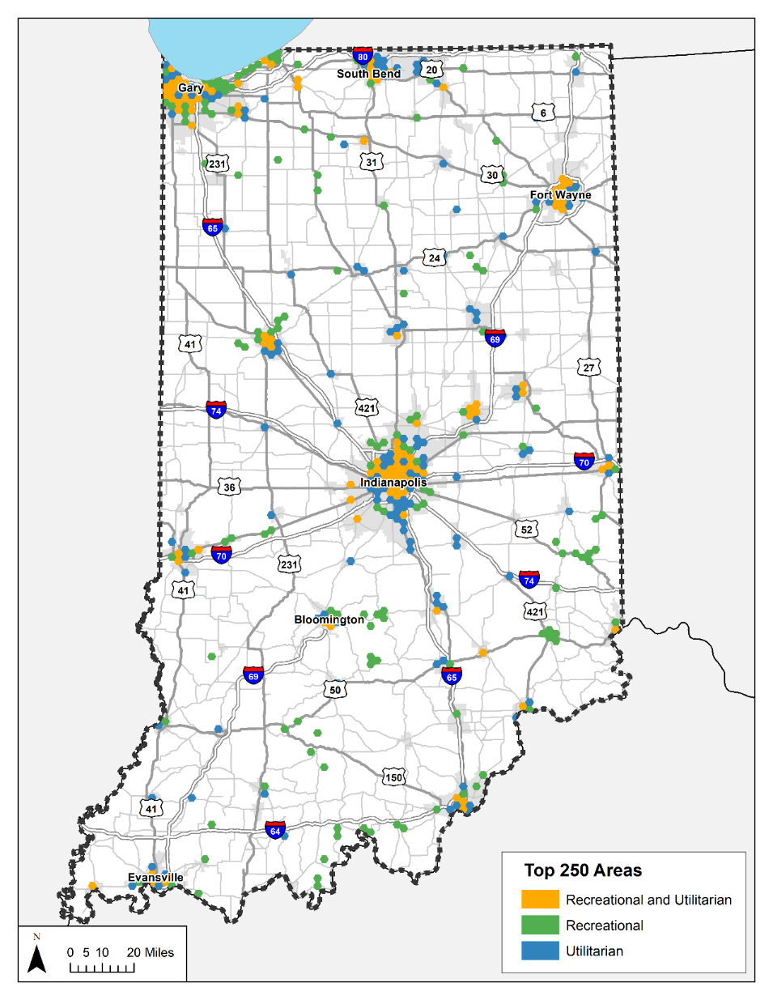 80
South Bend
20
Gary
6
231
31
30
Fort Wayne
65
24
41
69
27
74
421
70
Indianapolis
36
52
70
231
74
41
421
Bloomington
69
65
50
150
41
64
Evansville
Top 250 Areas
Recreational and Utilitarian
Recreational
Utilitarian
N
0 5 10 20 Miles